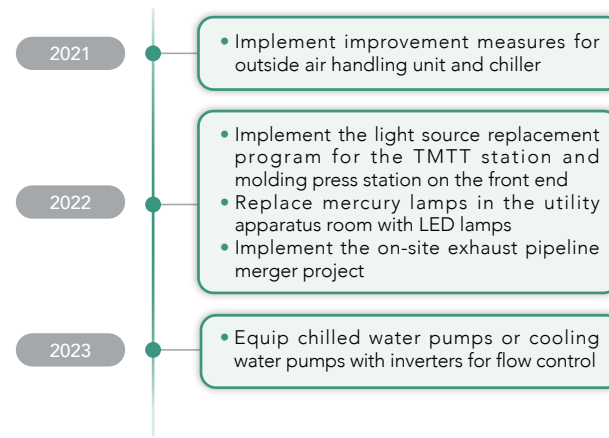 2021
• Implement improvement measures for
outside air handling unit and chiller
2022
• Implement the light source replacement
program for the TMTT station and
molding press station on the front end
• Replace mercury lamps in the utility
apparatus room with LED lamps
• Implement the on-site exhaust pipeline
merger project
2023
• Equip chilled water pumps or cooling
water pumps with inverters for flow control